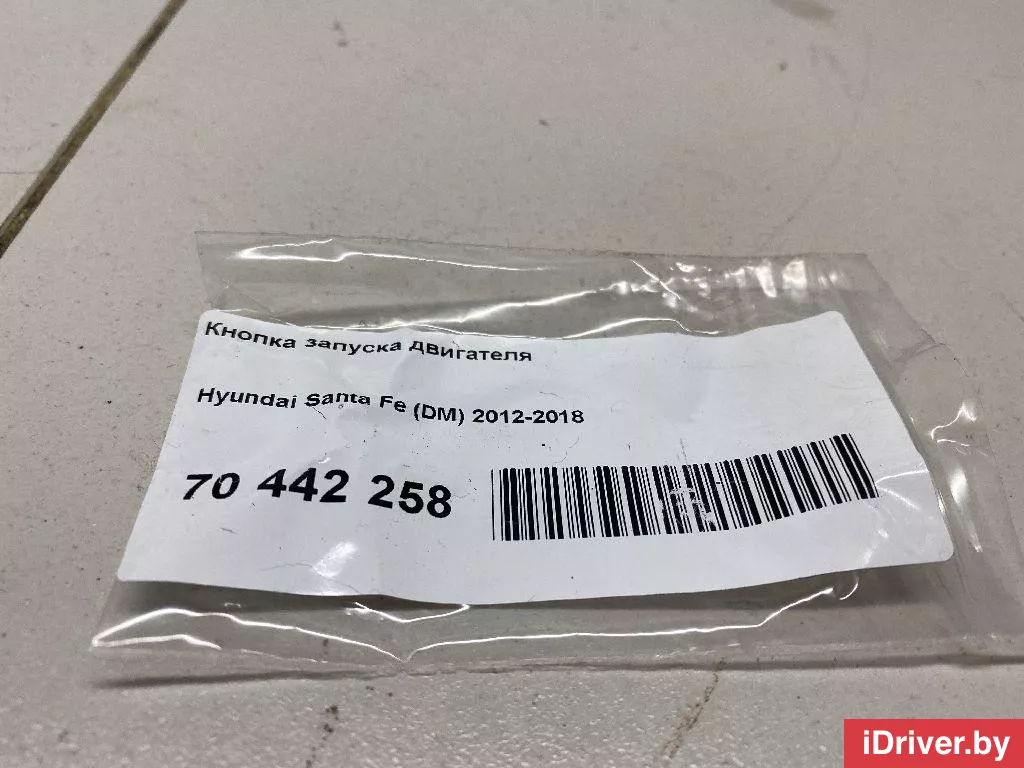 Кнопка запуска двигателя
Hyundai Santa Fe (DM) 2012-2018
70 442 258
iDriver.by